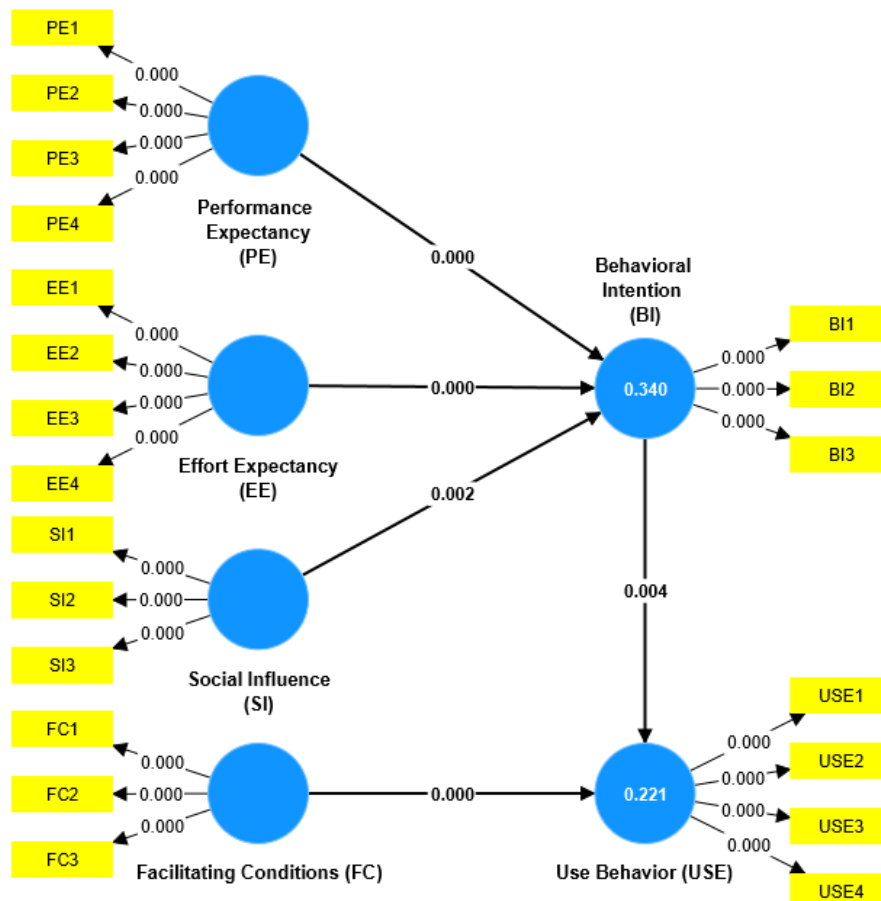 PE1
0.000
PE2
0.000
PE3
0.000
PE4
0.000
Performance
Expectancy
(PE)
0.000
EE1
0.000
EE2
0.000
EE3
0.000
EE4
0.000
Effort Expectancy
(EE)
0.000
SI1
0.000
SI2
0.000
SI3
0.000
Social Influence
(SI)
0.002
FC1
0.000
FC2
0.000
FC3
0.000
Facilitating Conditions (FC)
0.000
Behavioral
Intention
(BI)
0.340
BI1
0.000
BI2
0.000
BI3
0.000
0.004
0.221
Use Behavior (USE)
USE1
0.000
USE2
0.000
USE3
0.000
USE4
0.000